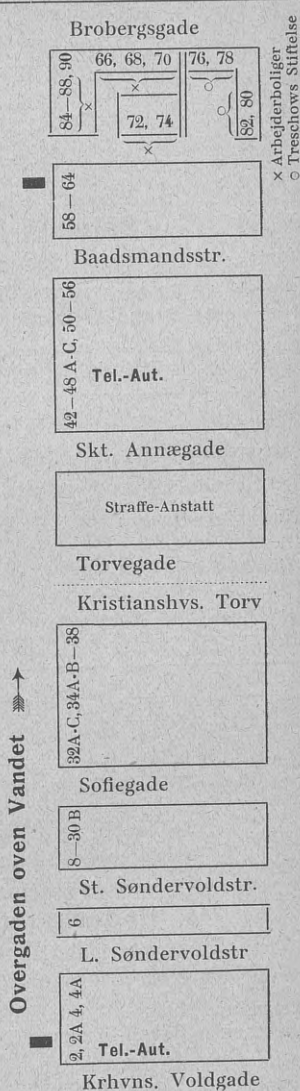 Brobergsgade
84—88, 90
×
66, 68, 70
×
72, 74
×
76, 78
○
○
82, 80
× Arbejderboliger
○ Treschows Stiftelse
58 — 64
Baadsmandsstr.
42—48 A-C, 50—56
Tel.-Aut.
Skt. Annægade
Straffe-Anstatt
Torvegade
Kristianshvs. Torv
32A-C, 34A-B—38
Sofiegade
8—30 B
St. Søndervoldstr.
6
L. Søndervoldstr
2, 2A 4, 4A
Tel.-Aut.
Krhvns. Voldgade
Overgaden oven Vandet